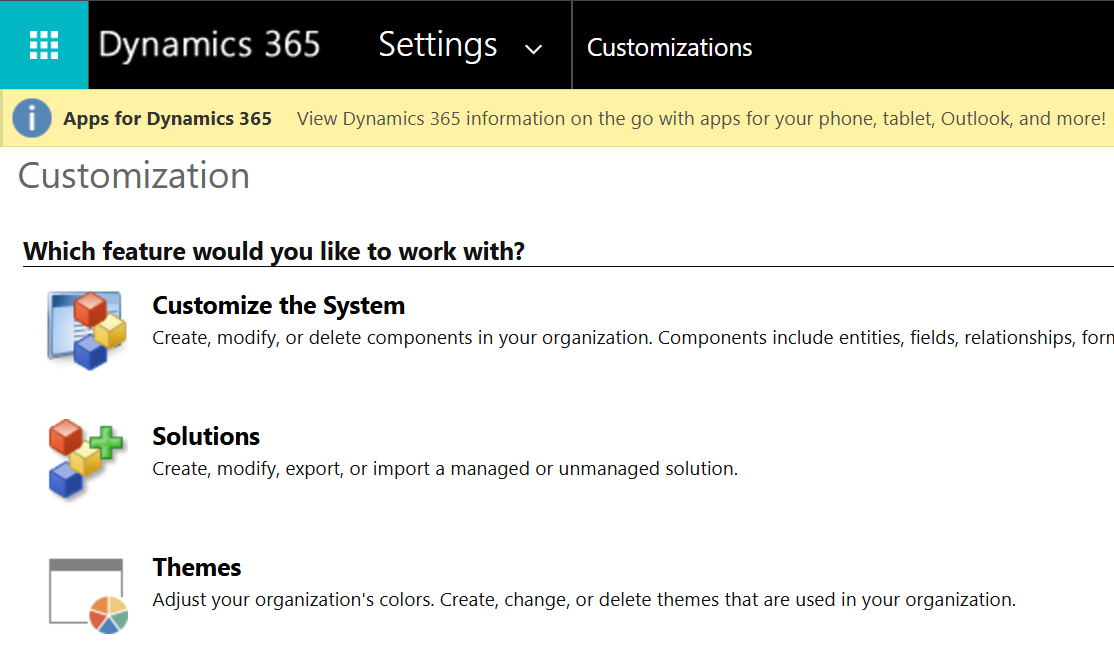 Dynamics 365 Settings Customizations
Apps for Dynamics 365 View Dynamics 365 information on the go with apps for your phone, tablet, Outlook, and more!
Customization
Which feature would you like to work with?
Customize the System
Create, modify, or delete components in your organization. Components include entities, fields, relationships,
Solutions
Create, modify, export, or import a managed or unmanaged solution.
Themes
Adjust your organization's colors. Create, change, or delete themes that are used in your organization.